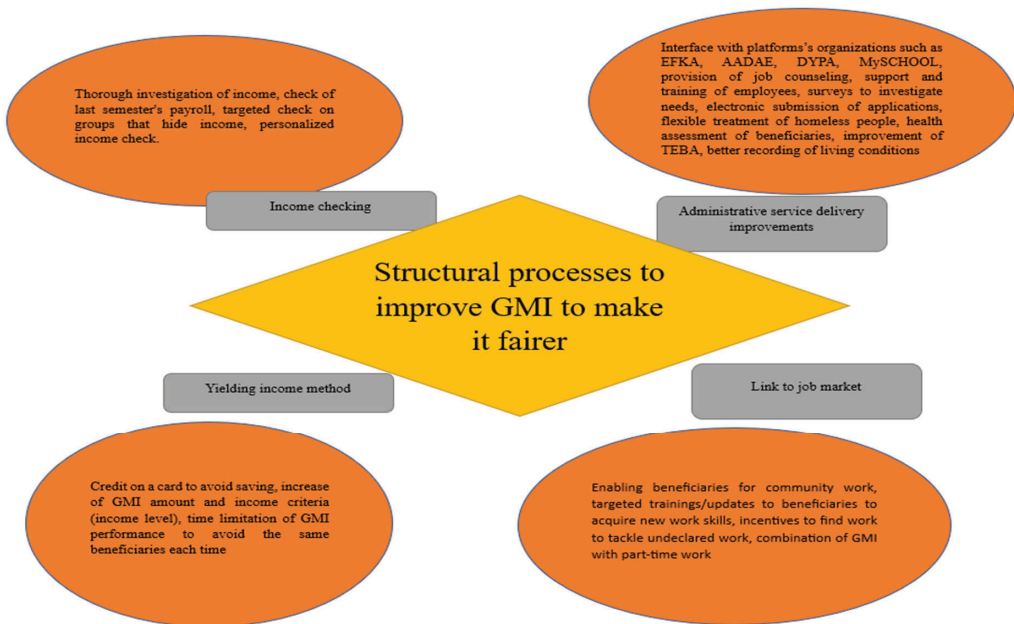 Thorough investigation of income, check of
last semester's payroll, targeted check on
groups that hide income, personalized
income check.
Income checking
Interface with platforms's organizations such as
EFKA, AADAE, DYPA, MySCHOOL,
provision of job counseling, support and
training of employees, surveys to investigate
needs, electronic submission of applications,
flexible treatment of homeless people, health
assessment of beneficiaries, improvement of
TEBA, better recording of living conditions
Administrative service delivery
improvements
Structural processes to
improve GMI to make
it fairer
Yielding income method
Credit on a card to avoid saving, increase
of GMI amount and income criteria
(income level), time limitation of GMI
performance to avoid the same
beneficiaries each time
Link to job market
Enabling beneficiaries for community work,
targeted trainings/updates to beneficiaries to
acquire new work skills, incentives to find work
to tackle undeclared work, combination of GMI
with part-time work